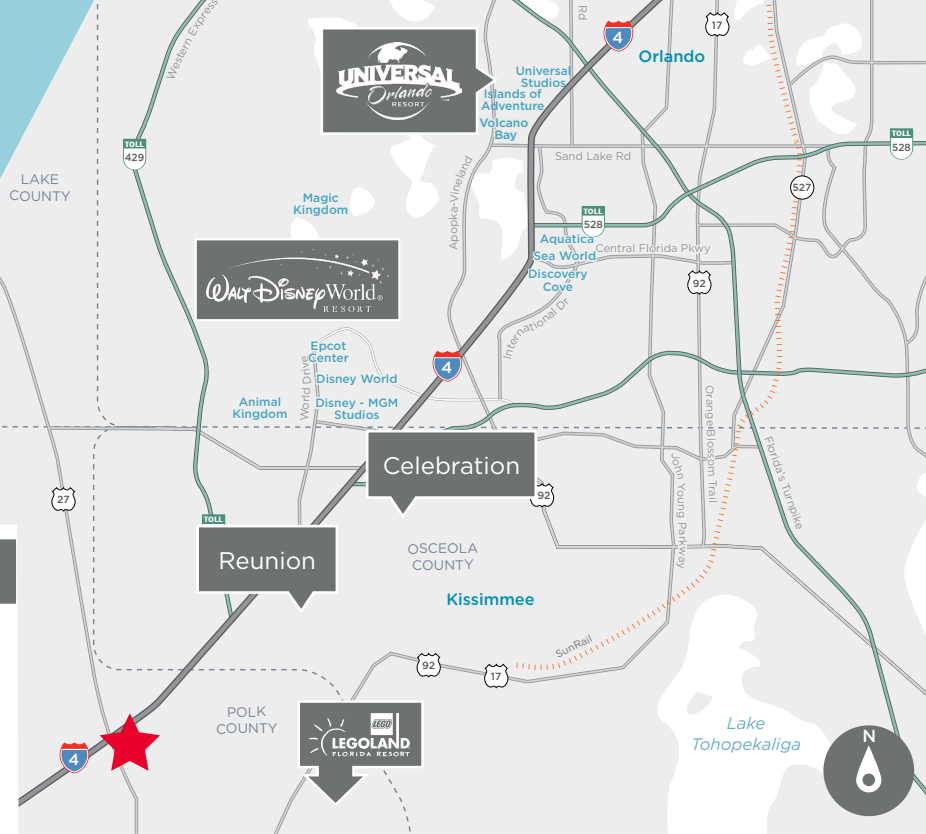 Western Express
Rd
17
4
Orlando
UNIVERSAL
Orlando
RESORT
Universal
Studios
Islands of
Adventure
Volcano
Bay
TOLL
429
TOLL
528
Sand Lake Rd
LAKE
COUNTY
527
Magic
Kingdom
Apopka-Vineland
TOLL
528
Aquatica
Sea World
Discovery
Cove
Central Florida Pkwy
92
WALT DISNEY World®
RESORT
International Dr
Epcot
Center
4
World Drive
Disney World
Animal
Kingdom
Disney - MGM
Studios
Orange Blossom Trail
Celebration
John Young Parkway
Florida's Turnpike
27
92
TOLL
Reunion
OSCEOLA
COUNTY
Kissimmee
SunRail
92
17
POLK
COUNTY
LEGO
LEGOLAND
FLORIDA RESORT
Lake
Tohopekaliga
N
4